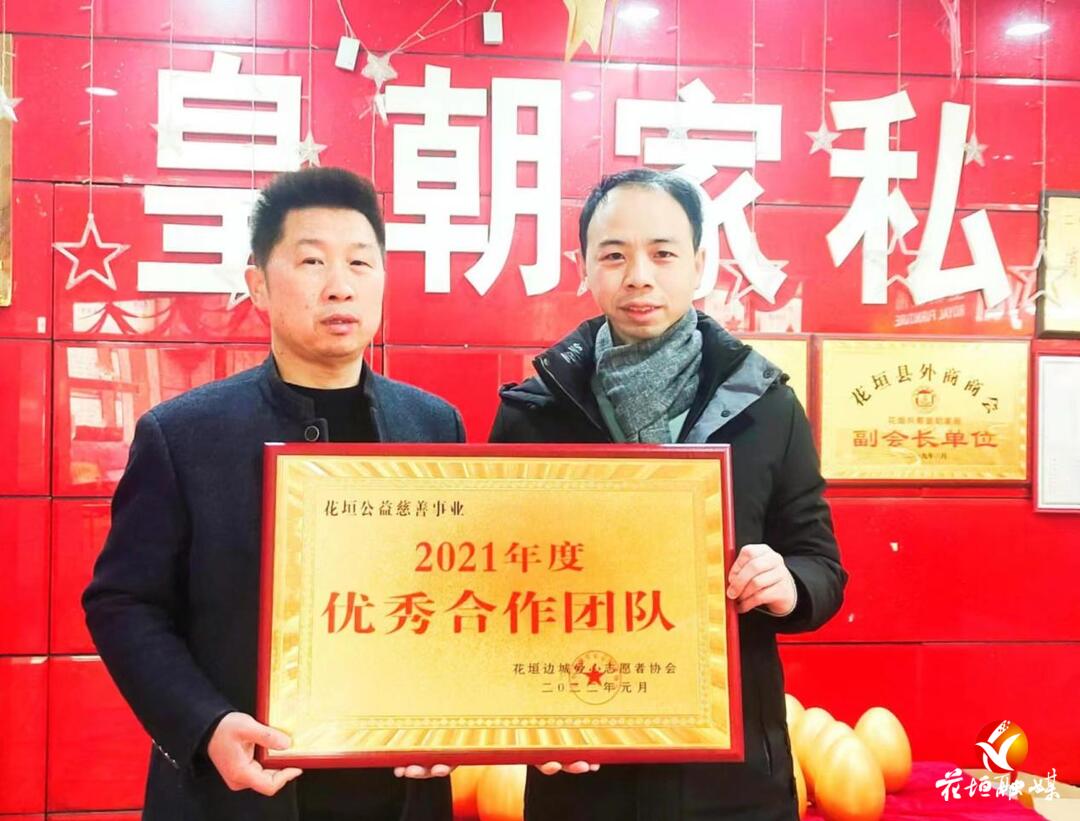 皇朝家私
ROYAL FURNITURE
花垣县外商商会
副会长单位
花垣公益慈善事业
2021年度
优秀合作团队
花垣边城爱心志愿者协会
二〇二二年元月
花垣融媒